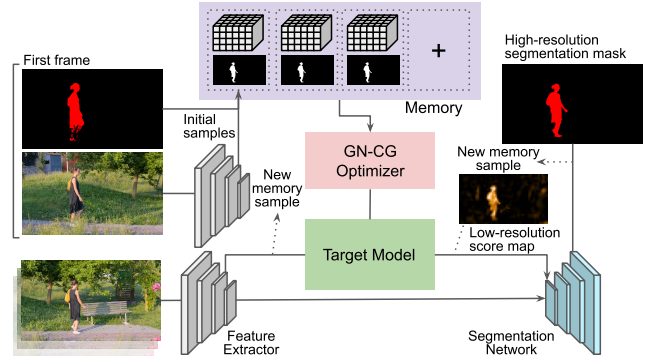 First frame
+
Memory
High-resolution
segmentation mask
Initial
samples
GN-CG
Optimizer
New
memory
sample
New memory
sample
Low-resolution
score map
Target Model
Feature
Extractor
Segmentation
Network